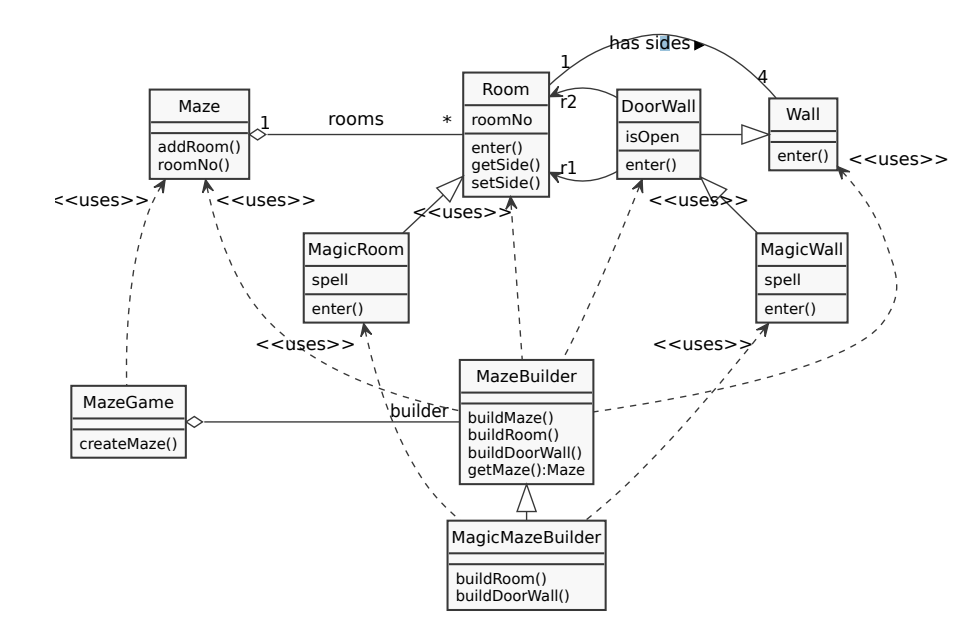 has sides ▶
1
4
Room
roomNo
enter()
getSide()
setSide()
Maze
addRoom()
roomNo()
1
rooms
*
r2
r1
DoorWall
isOpen
enter()
Wall
enter()
<<uses>>
<<uses>>
<<uses>>
<<uses>>
<<uses>>
MagicRoom
spell
enter()
MagicWall
spell
enter()
<<uses>>
<<uses>>
MazeBuilder
buildMaze()
buildRoom()
buildDoorWall()
getMaze():Maze
MazeGame
createMaze()
builder
MagicMazeBuilder
buildRoom()
buildDoorWall()